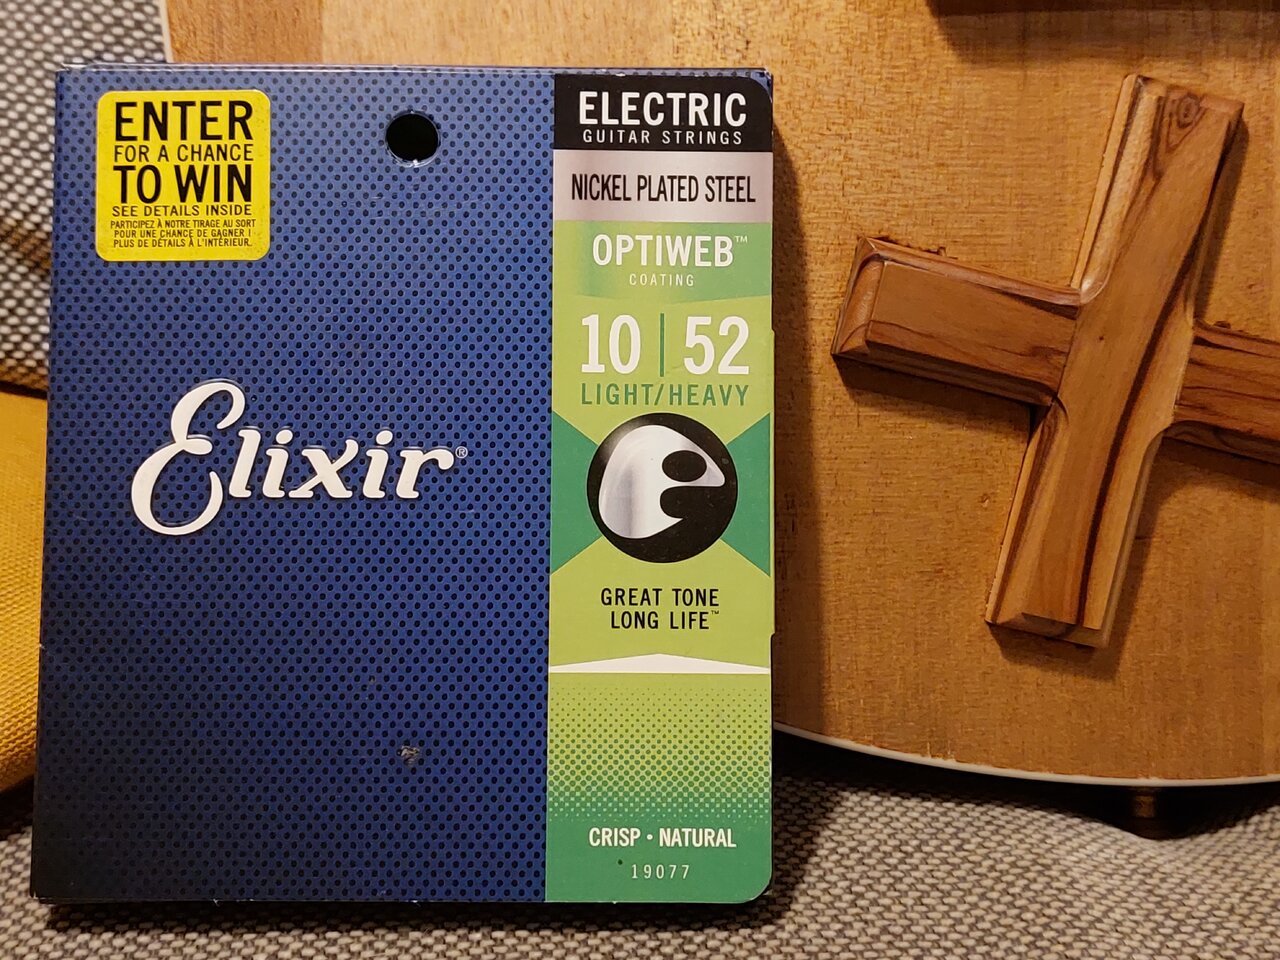 ENTER
FOR A CHANCE
TO WIN
SEE DETAILS INSIDE
PARTICIPEZ À NOTRE TIRAGE AU SORT
POUR UNE CHANCE DE GAGNER !
PLUS DE DÉTAILS À L'INTÉRIEUR.
Elixir®
ELECTRIC
GUITAR STRINGS
NICKEL PLATED STEEL
OPTIWEB™
COATING
10 | 52
LIGHT/HEAVY
e
GREAT TONE
LONG LIFE™
CRISP • NATURAL
19077